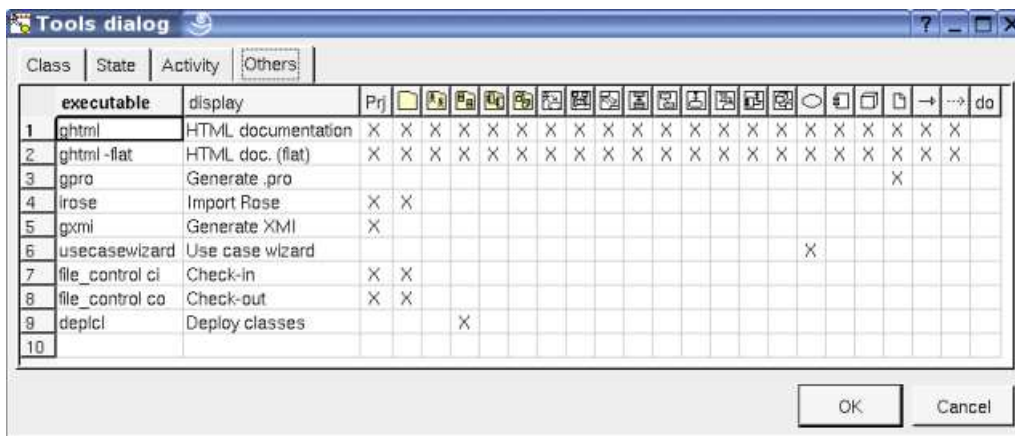 Tools dialog
Class State Activity Others
executable display Prj do
1 ghtml HTML documentation X X X X X X X X X X X X X X X X X X X X X
2 ghtml -flat HTML doc. (flat) X X X X X X X X X X X X X X X X X X X X X
3 gpro Generate .pro X
4 irose Import Rose X X
5 gxmi Generate XMI X
6 usecasewizard Use case wizard X
7 file_control ci Check-in X X
8 file_control co Check-out X X
9 deplcl Deploy classes X
10
OK Cancel